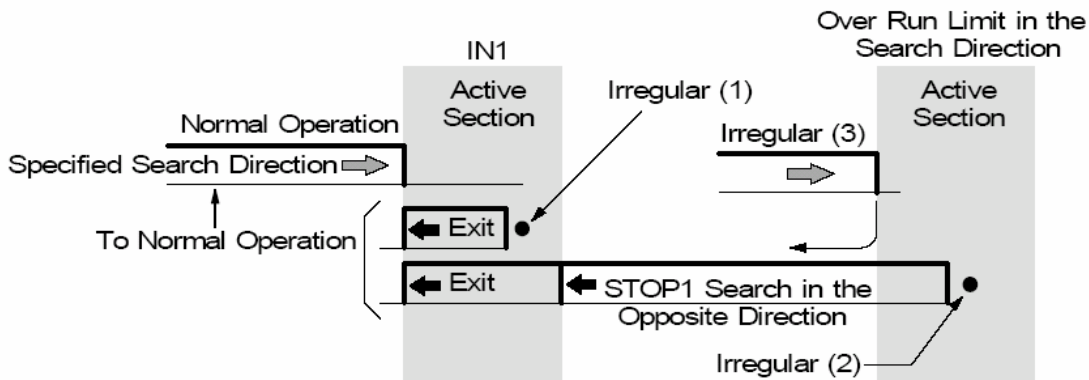 Over Run Limit in the
Search Direction
IN1
Active
Section
Irregular (1)
Active
Section
Normal Operation
Irregular (3)
Specified Search Direction
Exit
To Normal Operation
Exit
STOP1 Search in the
Opposite Direction
Irregular (2)